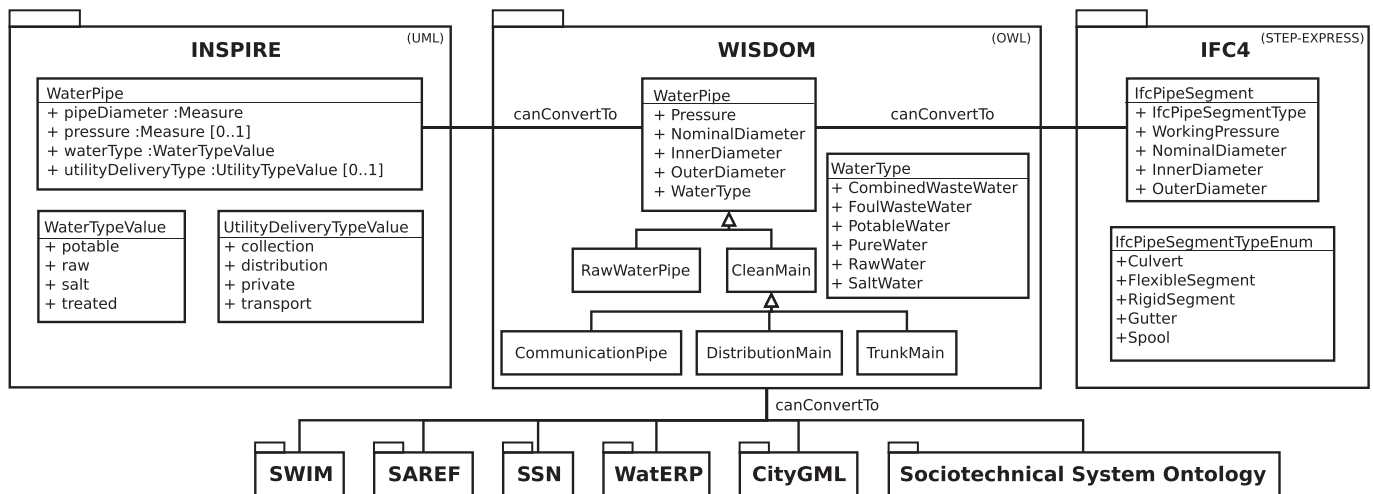 INSPIRE
(UML)
WaterPipe
+ pipeDiameter :Measure
+ pressure :Measure [0..1]
+ waterType :WaterTypeValue
+ utilityDeliveryType :UtilityTypeValue [0..1]
WaterTypeValue
+ potable
+ raw
+ salt
+ treated
UtilityDeliveryTypeValue
+ collection
+ distribution
+ private
+ transport
canConvertTo
WISDOM
(OWL)
WaterPipe
+ Pressure
+ NominalDiameter
+ InnerDiameter
+ OuterDiameter
+ WaterType
WaterType
+ CombinedWasteWater
+ FoulWasteWater
+ PotableWater
+ PureWater
+ RawWater
+ SaltWater
RawWaterPipe
CleanMain
CommunicationPipe
DistributionMain
TrunkMain
canConvertTo
IFC4
(STEP-EXPRESS)
IfcPipeSegment
+ IfcPipeSegmentType
+ WorkingPressure
+ NominalDiameter
+ InnerDiameter
+ OuterDiameter
IfcPipeSegmentTypeEnum
+Culvert
+FlexibleSegment
+RigidSegment
+Gutter
+Spool
canConvertTo
SWIM
SAREF
SSN
WatERP
CityGML
Sociotechnical System Ontology